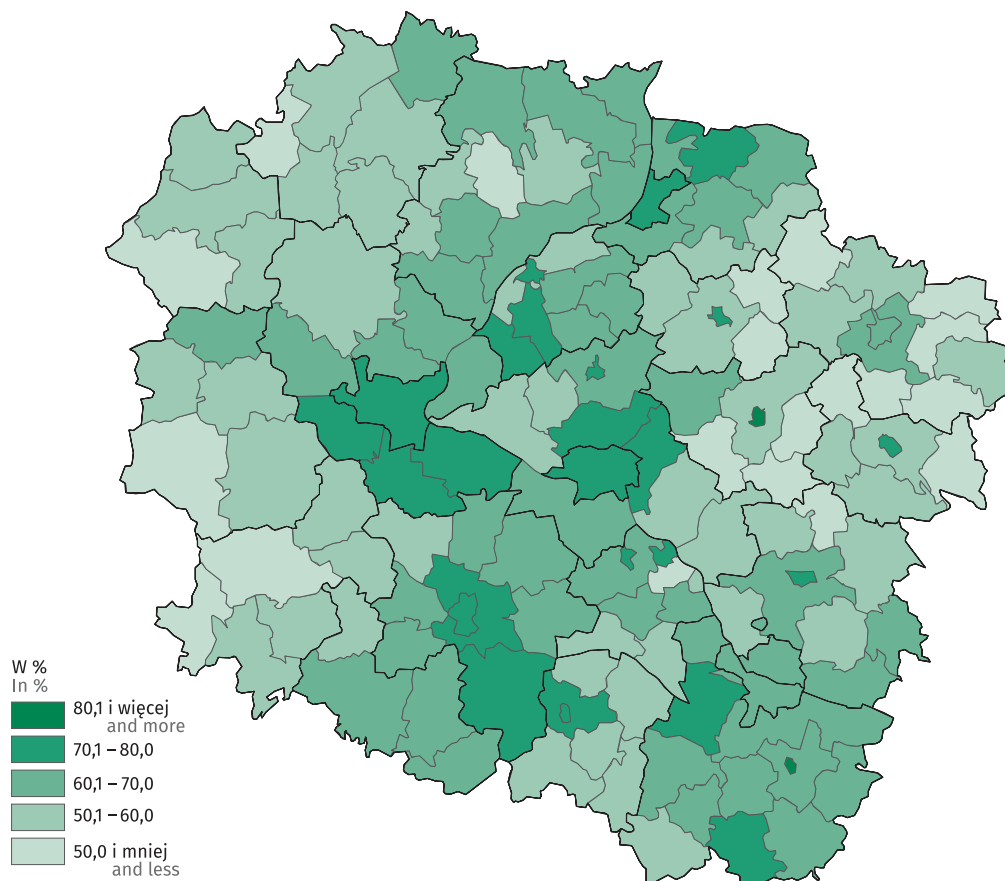 W %
In %
80,1 i więcej
and more
70,1 – 80,0
60,1 – 70,0
50,1 – 60,0
50,0 i mniej
and less